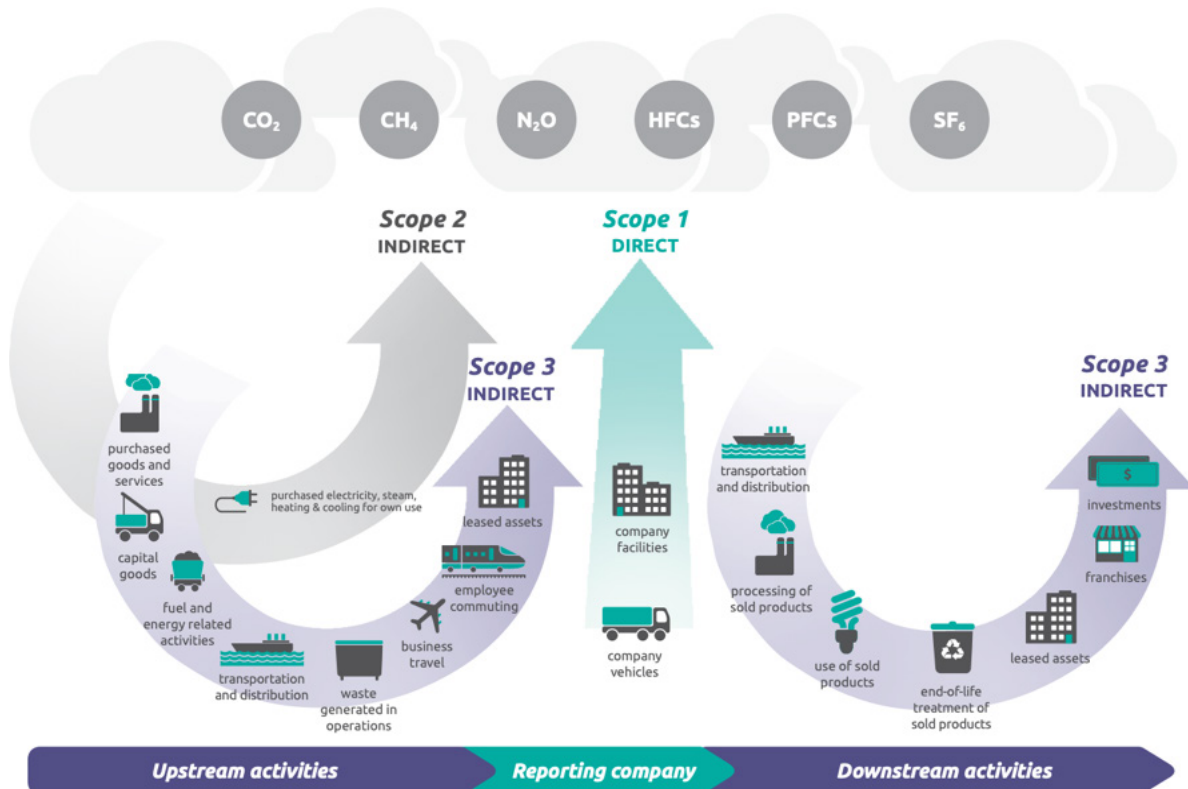 CO₂
CH₄
N₂O
HFCs
PFCs
SF₆
Scope 2
INDIRECT
Scope 1
DIRECT
Scope 3
INDIRECT
Scope 3
INDIRECT
purchased
goods and
services
capital
goods
fuel and
energy related
activities
transportation
and distribution
waste
generated in
operations
business
travel
employee
commuting
leased assets
purchased electricity, steam,
heating & cooling for own use
company
facilities
company
vehicles
transportation
and distribution
processing of
sold products
use of sold
products
end-of-life
treatment of
sold products
leased assets
franchises
$
investments
Upstream activities
Reporting company
Downstream activities